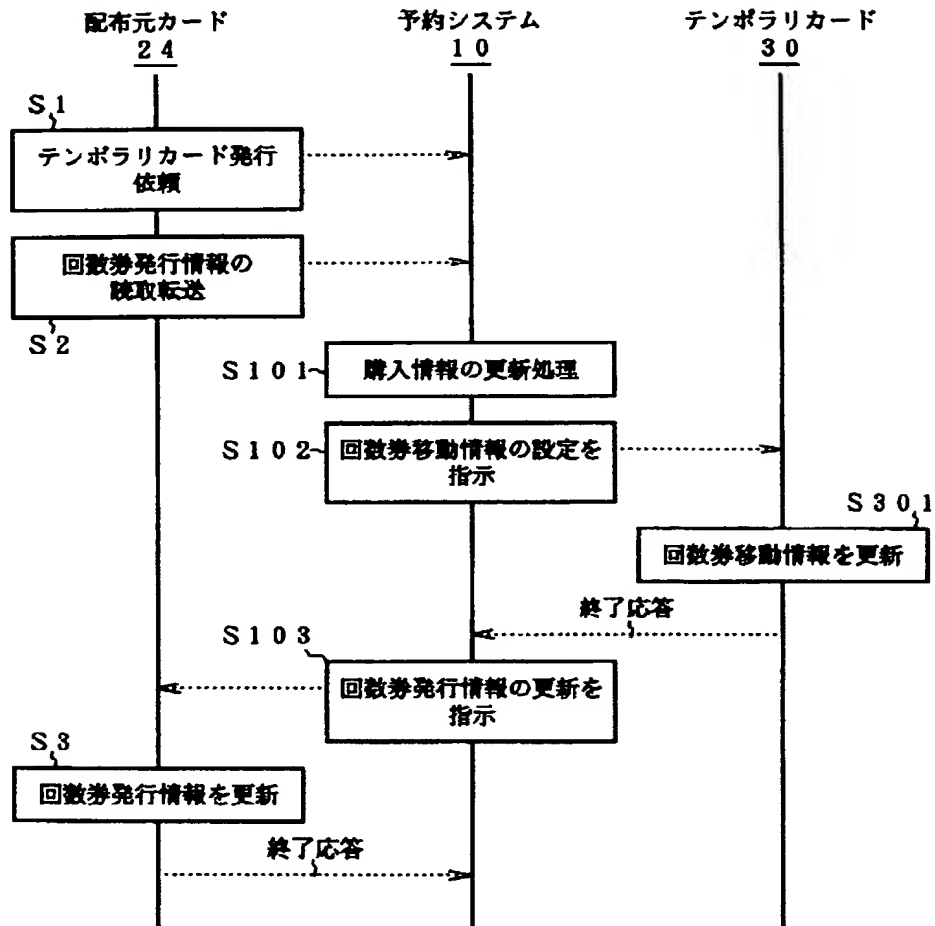 配布元カード
24
予約システム
10
テンポラリカード
30
S1
テンポラリカード発行
依頼
回数券発行情報の
読取転送
S2
S101
購入情報の更新処理
S102
回数券移動情報の設定を
指示
S301
回数券移動情報を更新
終了応答
S103
回数券発行情報の更新を
指示
S3
回数券発行情報を更新
終了応答